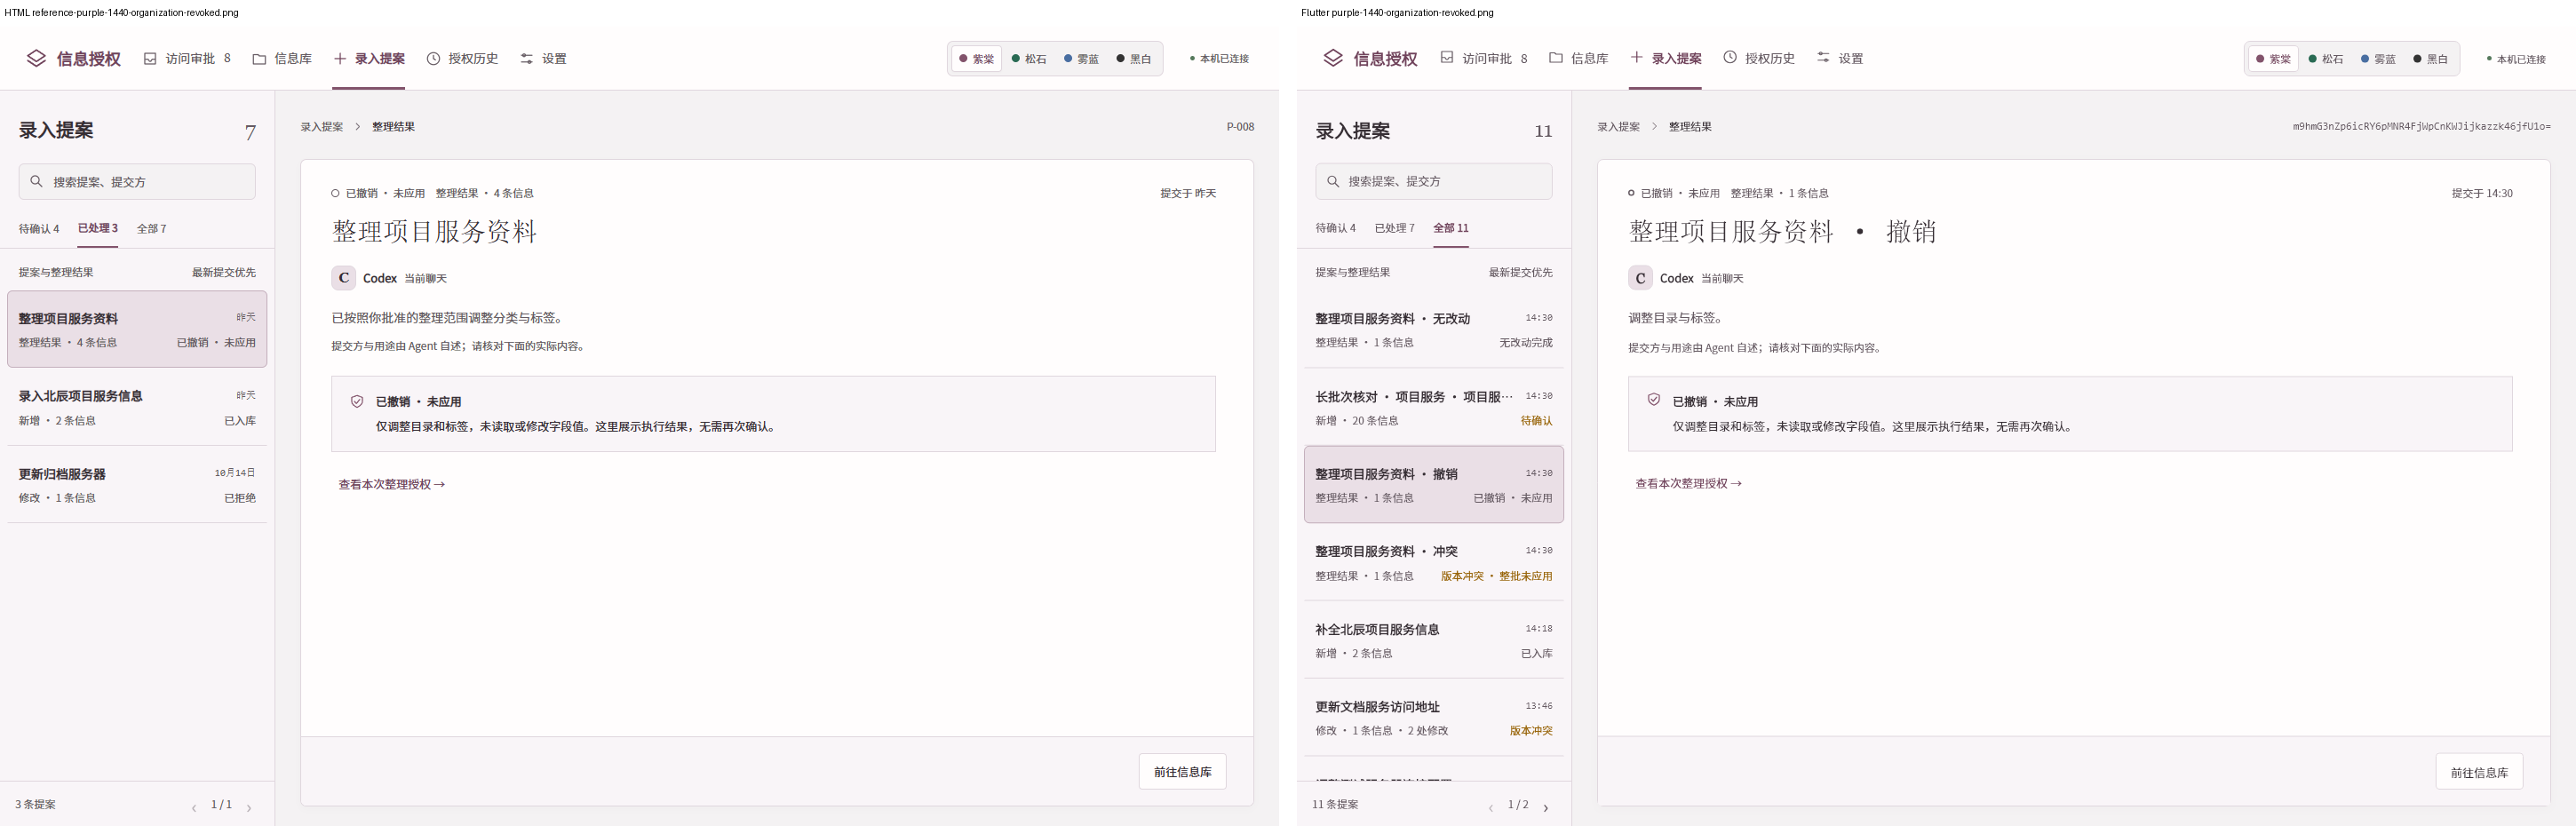 HTML reference-purple-1440-organization-revoked.png
信息授权 访问审批 8 信息库 录入提案 授权历史 设置 紫棠 松石 雾蓝 黑白 本机已连接
录入提案 7
搜索提案、提交方
待确认 4 已处理 3 全部 7
提案与整理结果 最新提交优先
整理项目服务资料 昨天
整理结果 · 4 条信息 已撤销 · 未应用
录入北辰项目服务信息 昨天
新增 · 2 条信息 已入库
更新归档服务器 10月14日
修改 · 1 条信息 已拒绝
3 条提案 ‹ 1 / 1 ›
录入提案 > 整理结果 P-008
已撤销 · 未应用 整理结果 · 4 条信息 提交于 昨天
整理项目服务资料
C Codex 当前聊天
已按照你批准的整理范围调整分类与标签。
提交方与用途由 Agent 自述；请核对下面的实际内容。
已撤销 · 未应用
仅调整目录和标签，未读取或修改字段值。这里展示执行结果，无需再次确认。
查看本次整理授权 →
前往信息库
Flutter purple-1440-organization-revoked.png
信息授权 访问审批 8 信息库 录入提案 授权历史 设置 紫棠 松石 雾蓝 黑白 本机已连接
录入提案 11
搜索提案、提交方
待确认 4 已处理 7 全部 11
提案与整理结果 最新提交优先
整理项目服务资料 · 无改动 14:30
整理结果 · 1 条信息 无改动完成
长批次核对 · 项目服务 · 项目服… 14:30
新增 · 20 条信息 待确认
整理项目服务资料 · 撤销 14:30
整理结果 · 1 条信息 已撤销 · 未应用
整理项目服务资料 · 冲突 14:30
整理结果 · 1 条信息 版本冲突 · 整批未应用
补全北辰项目服务信息 14:18
新增 · 2 条信息 已入库
更新文档服务访问地址 13:46
修改 · 1 条信息 · 2 处修改 版本冲突
11 条提案 ‹ 1 / 2 ›
录入提案 > 整理结果 m9hmG3nZp6icRY6pMNR4FjWpCnKWJijkazzk46jfU1o=
已撤销 · 未应用 整理结果 · 1 条信息 提交于 14:30
整理项目服务资料 · 撤销
C Codex 当前聊天
调整目录与标签。
提交方与用途由 Agent 自述；请核对下面的实际内容。
已撤销 · 未应用
仅调整目录和标签，未读取或修改字段值。这里展示执行结果，无需再次确认。
查看本次整理授权 →
前往信息库